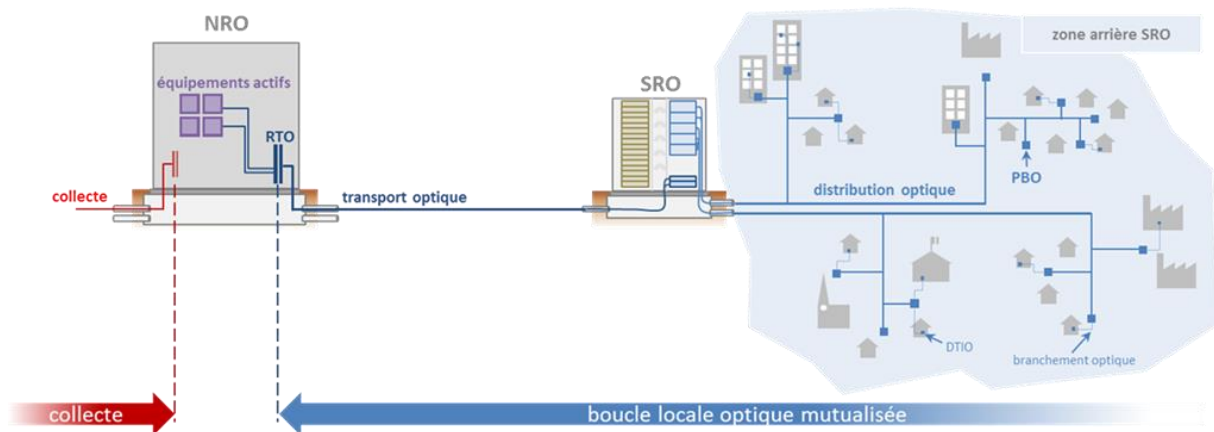 NRO
zone arrière SRO
équipements actifs
SRO
RTO
PBO
collecte
transport optique
distribution optique
DTIO
branchement optique
collecte
boucle locale optique mutualisée